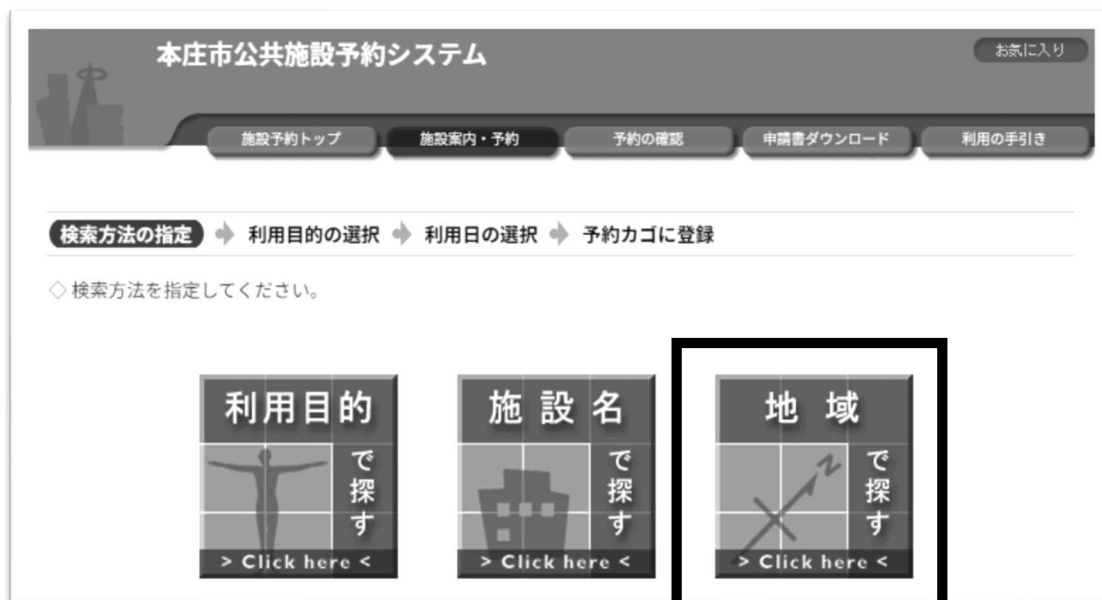 本庄市公共施設予約システム
お気に入り
施設予約トップ 施設案内・予約 予約の確認 申請書ダウンロード 利用の手引き
検索方法の指定 利用目的の選択 利用日の選択 予約カゴに登録
◇ 検索方法を指定してください。
利用目的
で探す
> Click here <
施設名
で探す
> Click here <
地域
N
で探す
> Click here <